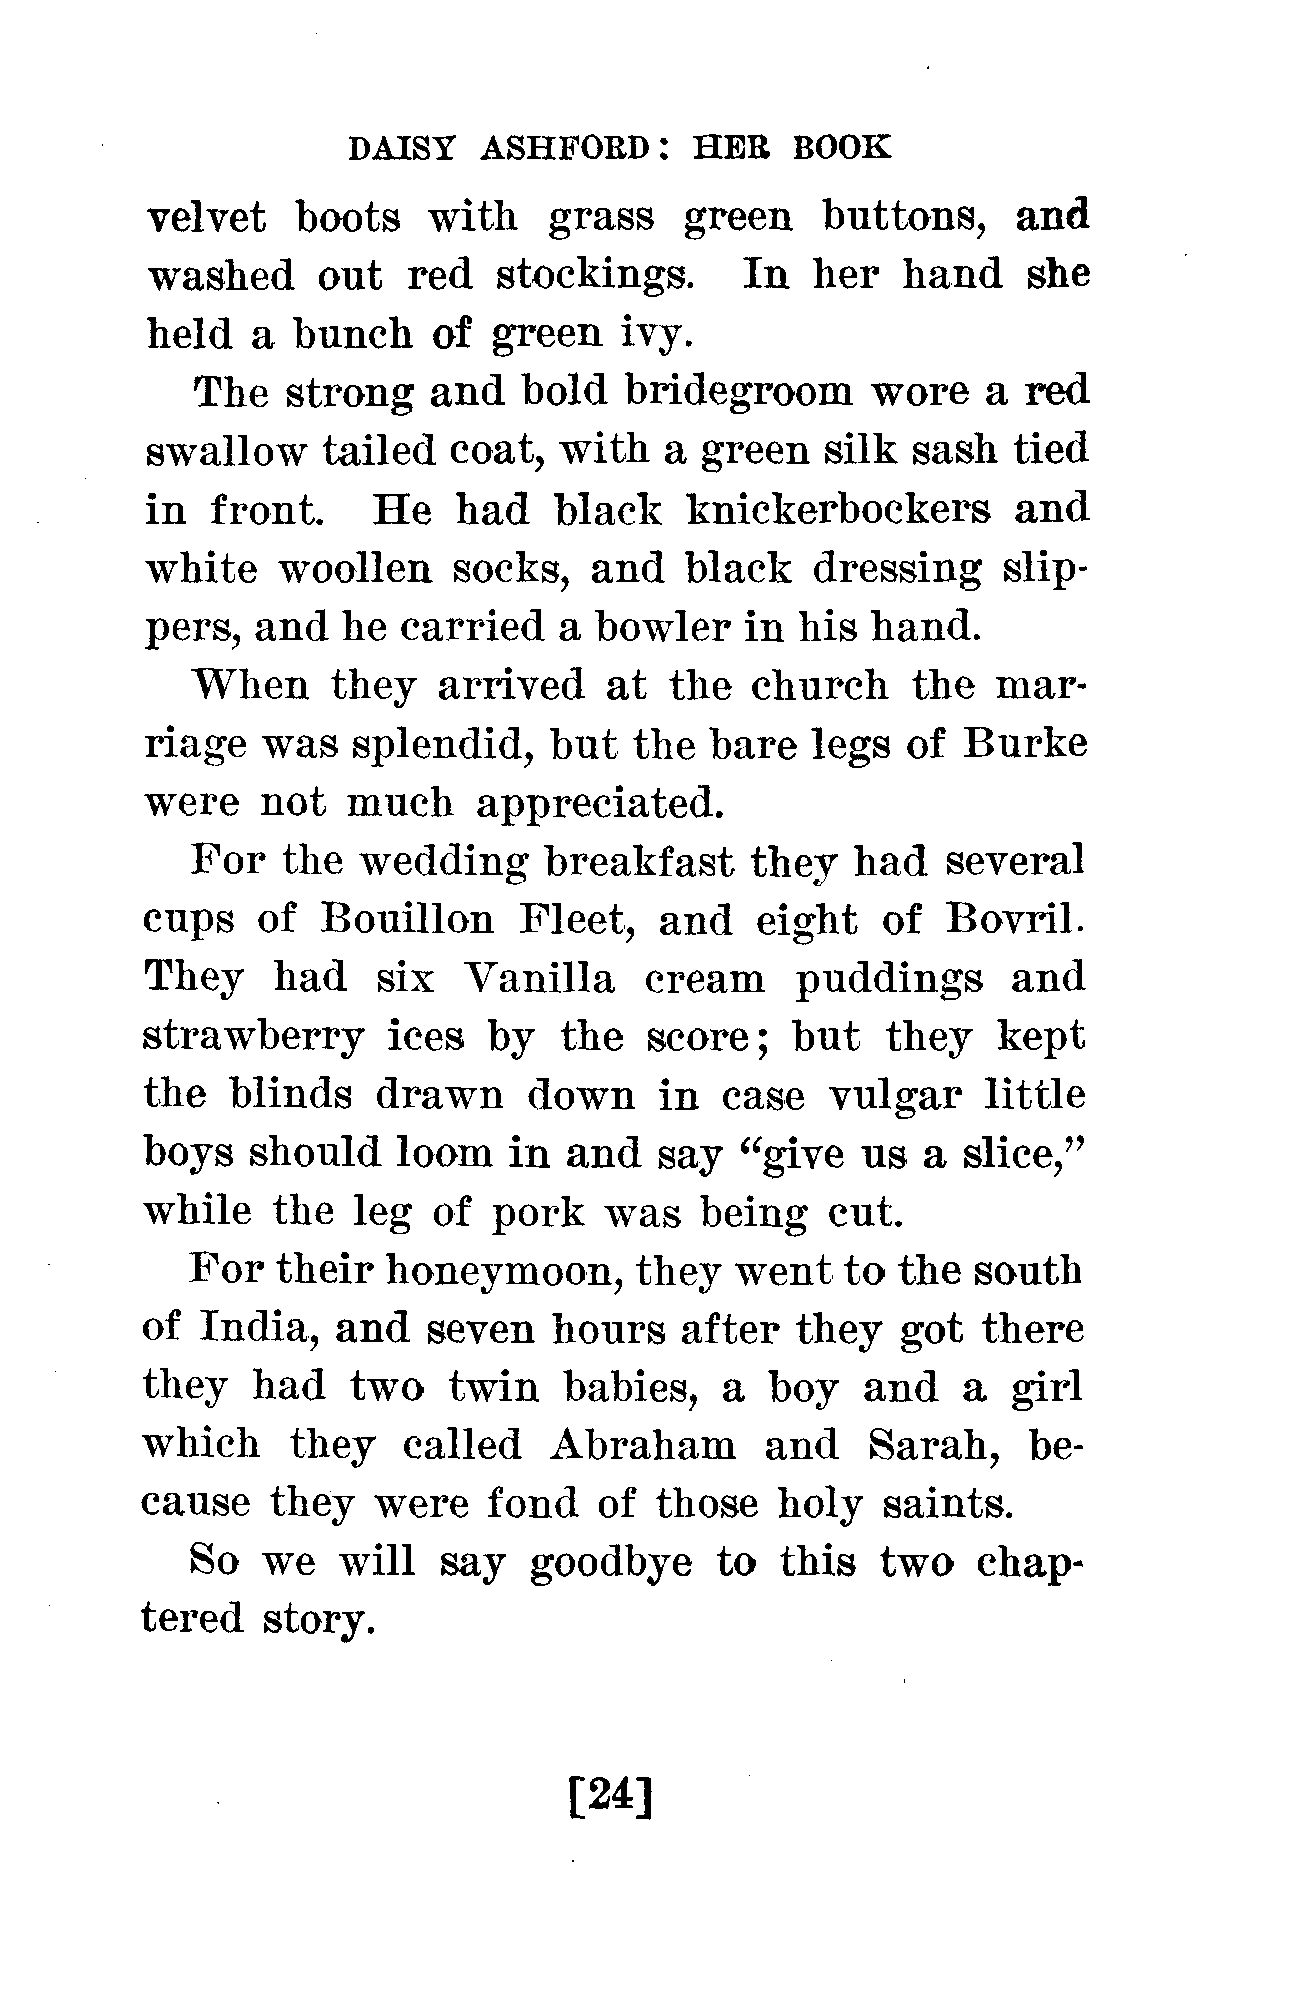 DAISY ASHFORD: HER BOOK
velvet boots with grass green buttons, and
washed out red stockings. In her hand she
held a bunch of green ivy.
The strong and bold bridegroom wore a red
swallow tailed coat, with a green silk sash tied
in front. He had black knickerbockers and
white woollen socks, and black dressing slip-
pers, and he carried a bowler in his hand.
When they arrived at the church the mar-
riage was splendid, but the bare legs of Burke
were not much appreciated.
For the wedding breakfast they had several
cups of Bouillon Fleet, and eight of Bovril.
They had six Vanilla cream puddings and
strawberry ices by the score; but they kept
the blinds drawn down in case vulgar little
boys should loom in and say “give us a slice,”
while the leg of pork was being cut.
For their honeymoon, they went to the south
of India, and seven hours after they got there
they had two twin babies, a boy and a girl
which they called Abraham and Sarah, be-
cause they were fond of those holy saints.
So we will say goodbye to this two chap-
tered story.
[24]